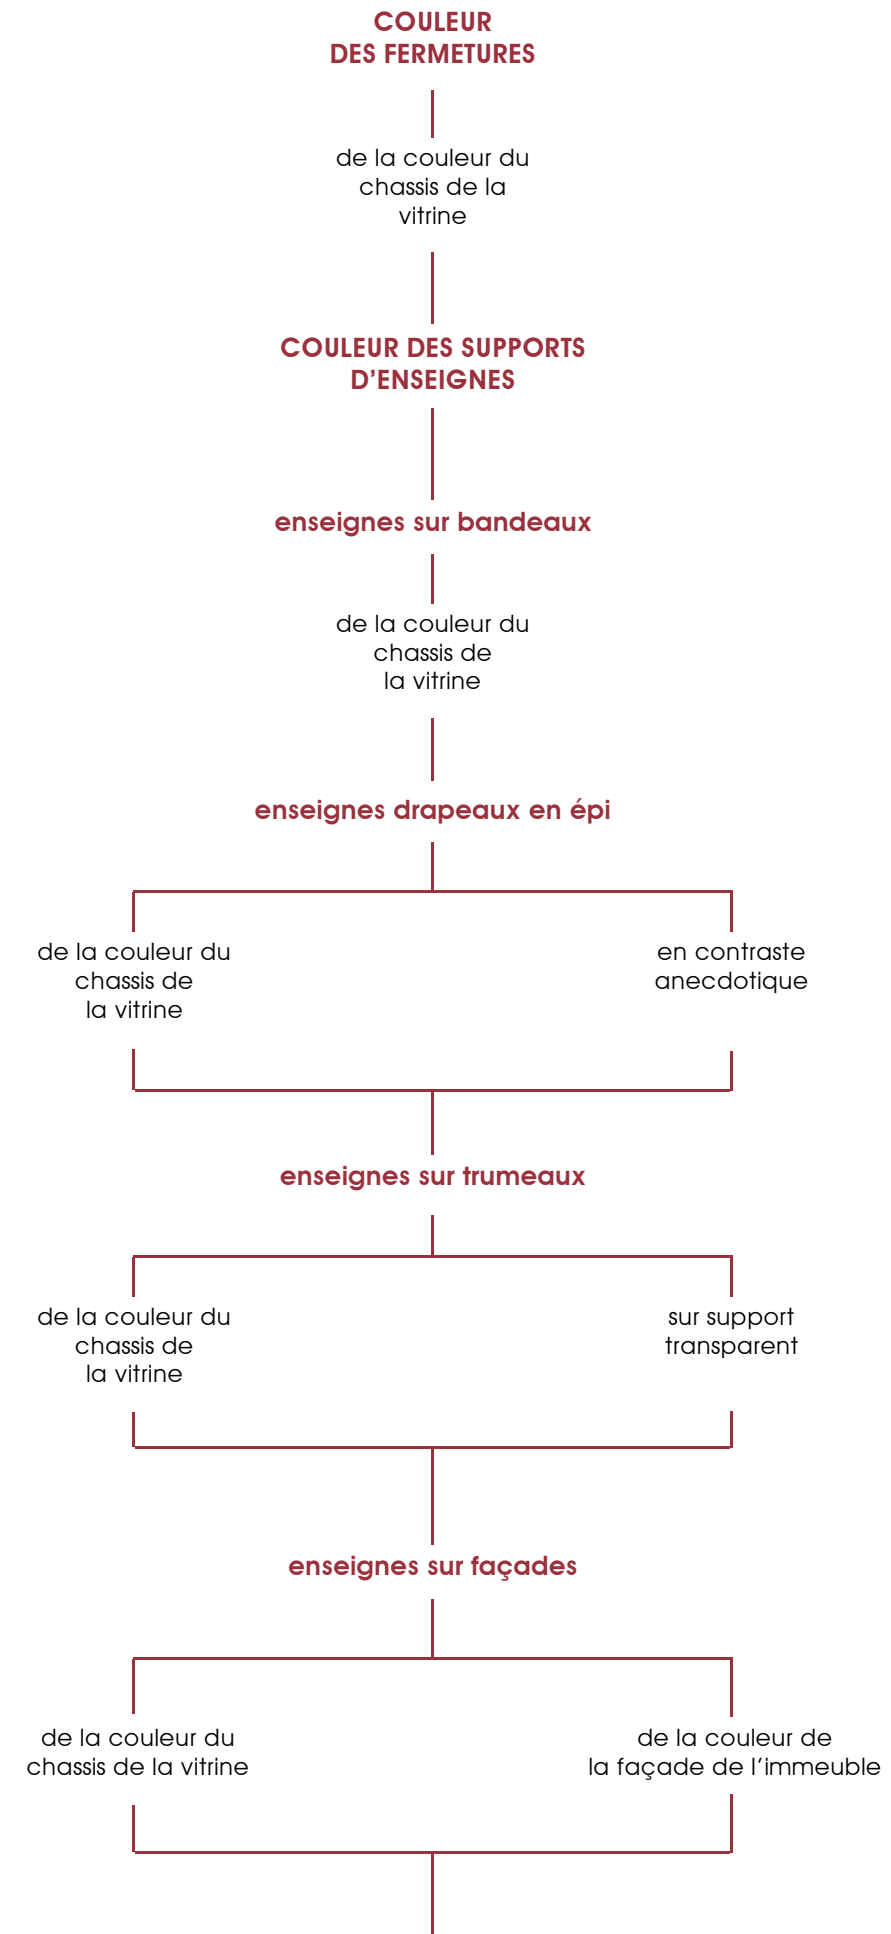 COULEUR
DES FERMETURES
de la couleur du
chassis de la
vitrine
COULEUR DES SUPPORTS
D’ENSEIGNES
enseignes sur bandeaux
de la couleur du
chassis de
la vitrine
enseignes drapeaux en épi
de la couleur du
chassis de
la vitrine
en contraste
anecdotique
enseignes sur trumeaux
de la couleur du
chassis de
la vitrine
sur support
transparent
enseignes sur façades
de la couleur du
chassis de la vitrine
de la couleur de
la façade de l’immeuble